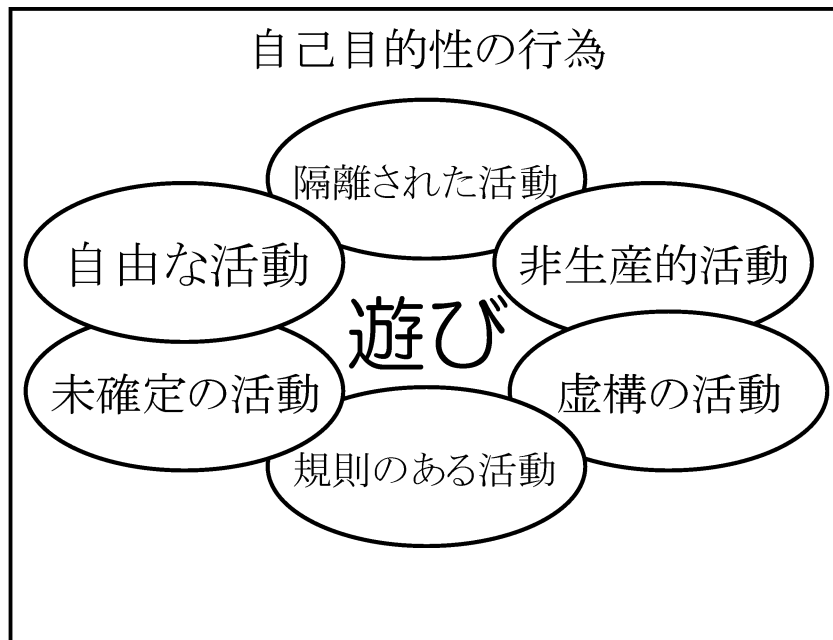 自己目的性の行為
隔離された活動
自由な活動
非生産的活動
遊び
未確定の活動
虚構の活動
規則のある活動